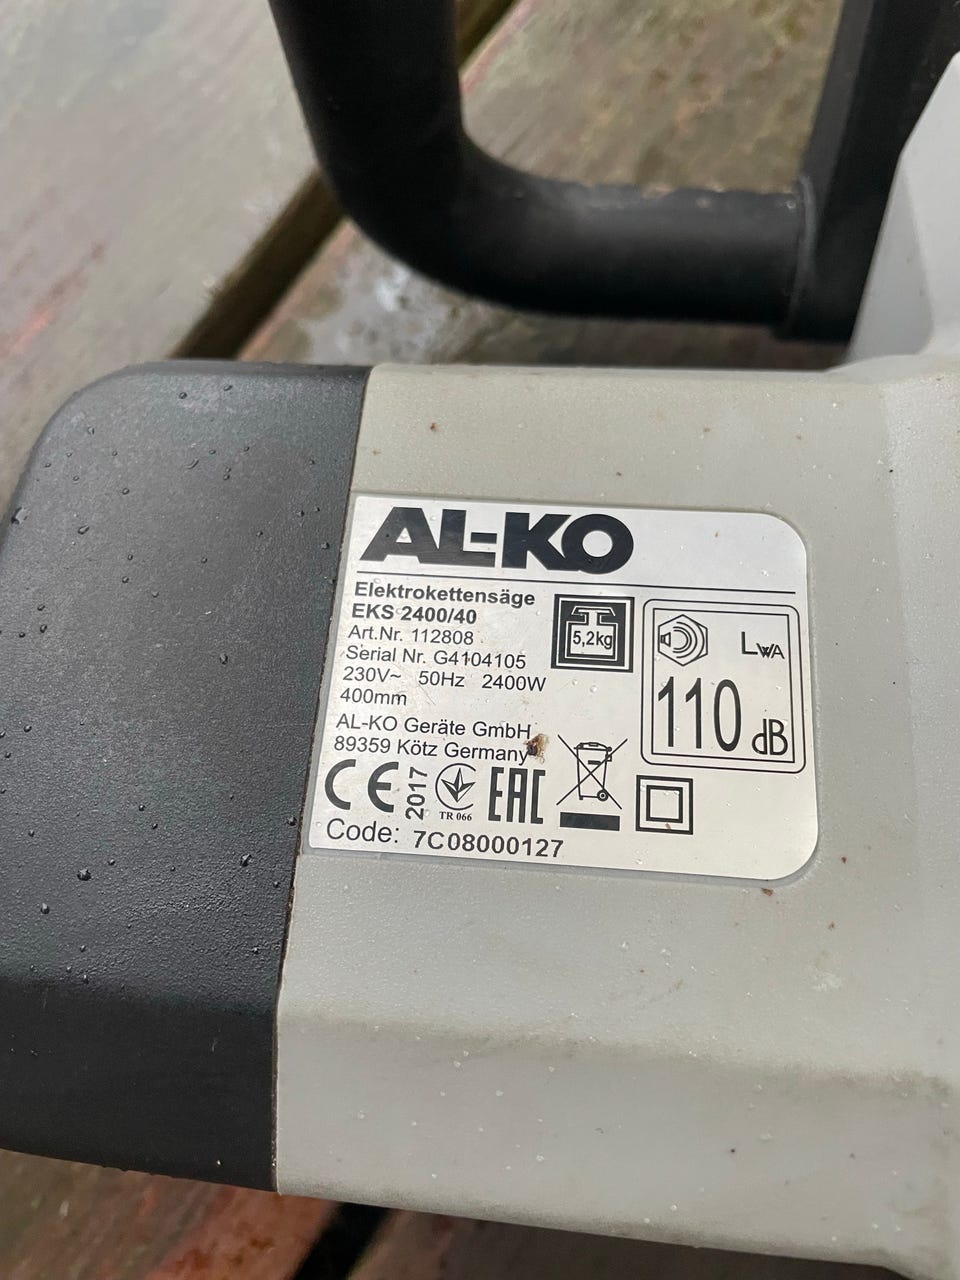 AL-KO
Elektrokettensäge
EKS 2400/40
Art.Nr. 112808
Serial Nr. G4104105
230V~ 50Hz 2400W
400mm
5,2kg
LWA
110 dB
AL-KO Geräte GmbH
89359 Kötz Germany
CE 2017 TR 066 EAC
Code: 7C08000127